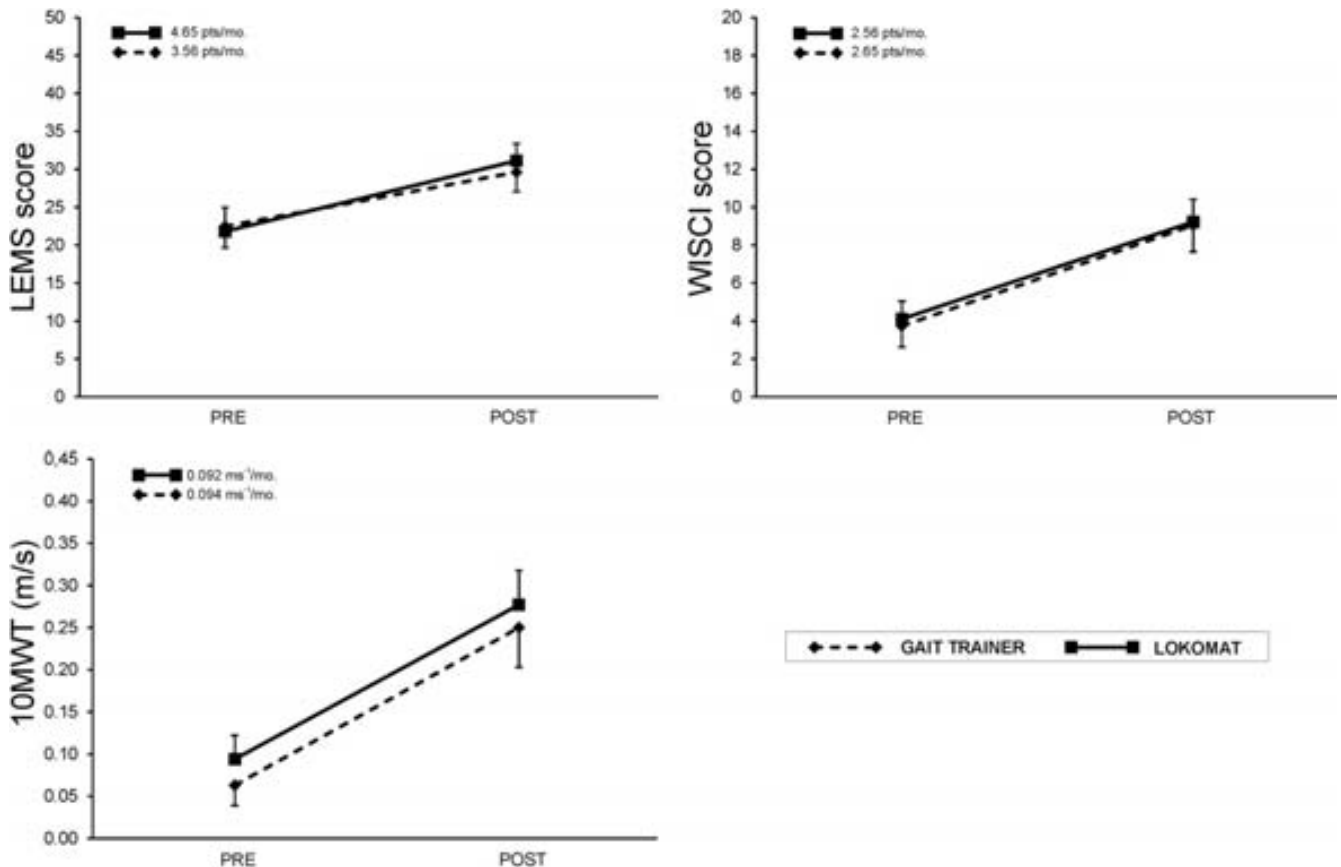 50
45
40
35
30
25
20
15
10
5
0
LEMS score
4.65 pts/mo.
3.56 pts/mo.
PRE POST
20
18
16
14
12
10
8
6
4
2
0
WISCI score
2.56 pts/mo.
2.65 pts/mo.
PRE POST
0,45
0.40
0.35
0.30
0.25
0.20
0.15
0.10
0.05
0.00
10MWT (m/s)
0.092 ms⁻¹/mo.
0.094 ms⁻¹/mo.
PRE POST
GAIT TRAINER LOKOMAT